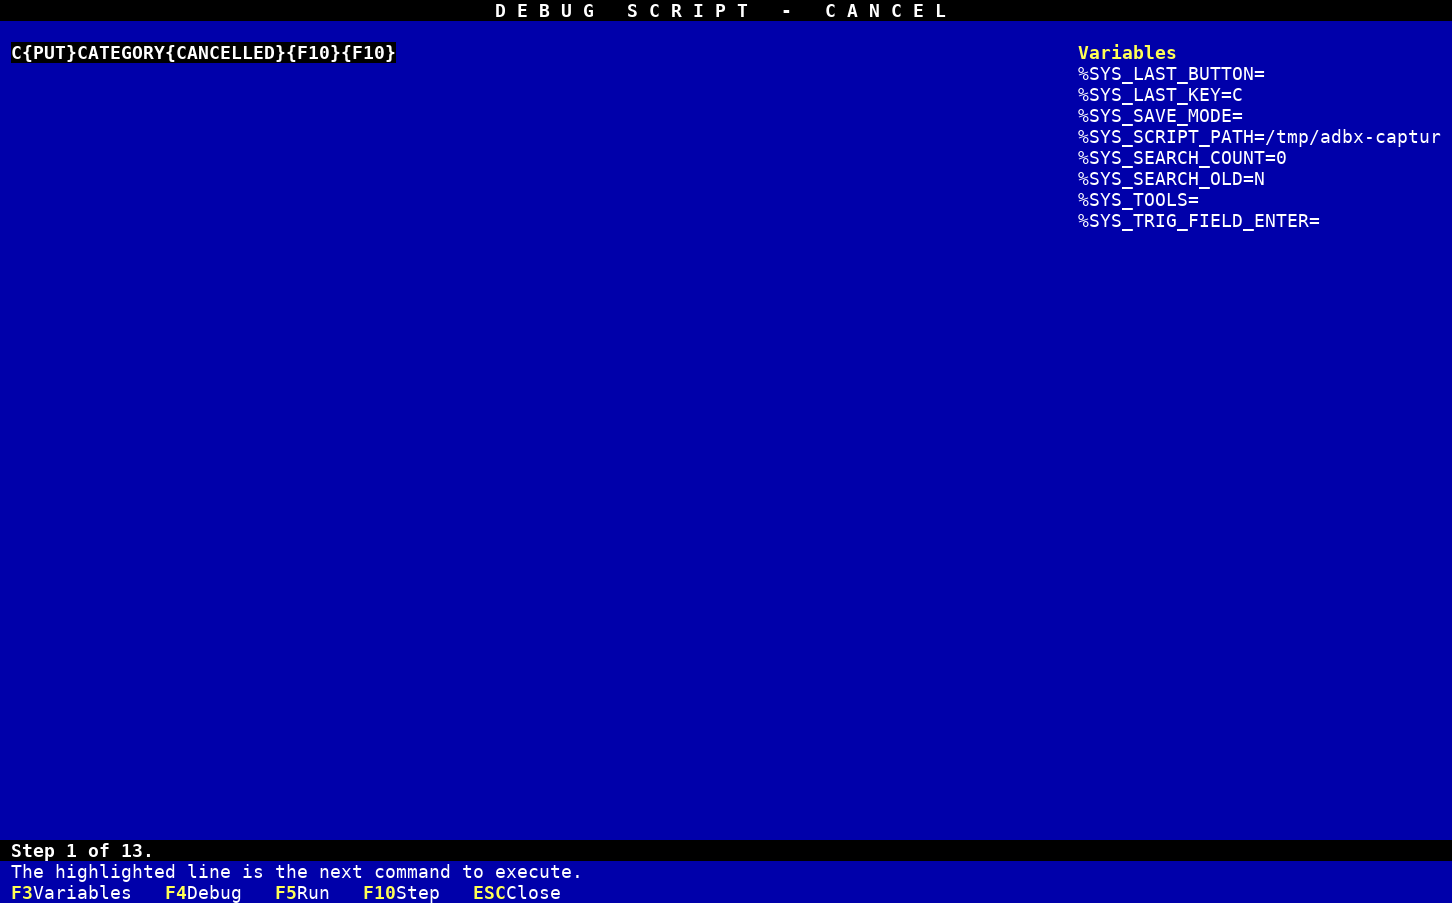 D E B U G   S C R I P T   -   C A N C E L
C{PUT}CATEGORY{CANCELLED}{F10}{F10}
Variables
%SYS_LAST_BUTTON=
%SYS_LAST_KEY=C
%SYS_SAVE_MODE=
%SYS_SCRIPT_PATH=/tmp/adbx-captur
%SYS_SEARCH_COUNT=0
%SYS_SEARCH_OLD=N
%SYS_TOOLS=
%SYS_TRIG_FIELD_ENTER=
Step 1 of 13.
The highlighted line is the next command to execute.
F3Variables   F4Debug   F5Run   F10Step   ESCClose